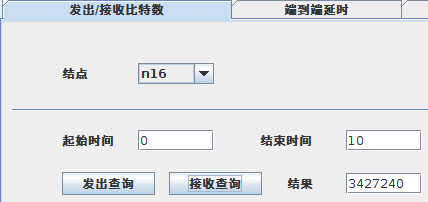 发出/接收比特数 端到端延时
结点 n16
起始时间 0 结束时间 10
发出查询 接收查询 结果 3427240